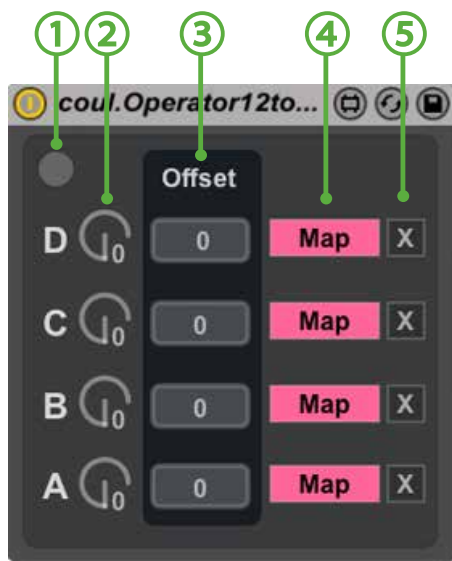 ① ② ③ ④ ⑤
coul.Operator12to...
Offset
D 0 0 Map X
C 0 0 Map X
B 0 0 Map X
A 0 0 Map X